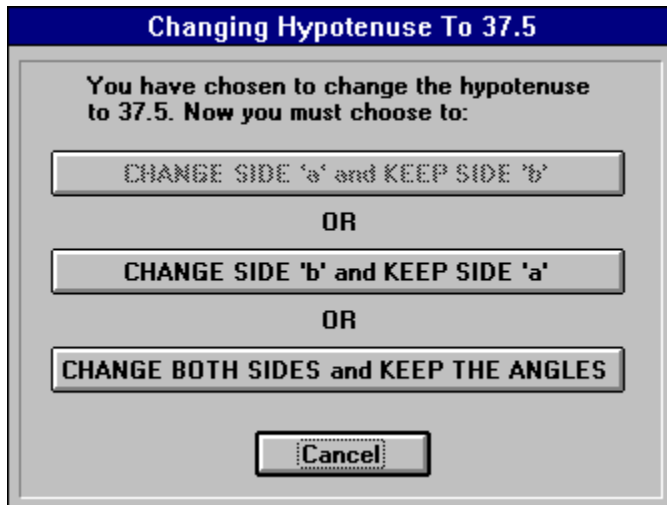 Changing Hypotenuse To 37.5
You have chosen to change the hypotenuse
to 37.5. Now you must choose to:
CHANGE SIDE 'a' and KEEP SIDE 'b'
OR
CHANGE SIDE 'b' and KEEP SIDE 'a'
OR
CHANGE BOTH SIDES and KEEP THE ANGLES
Cancel